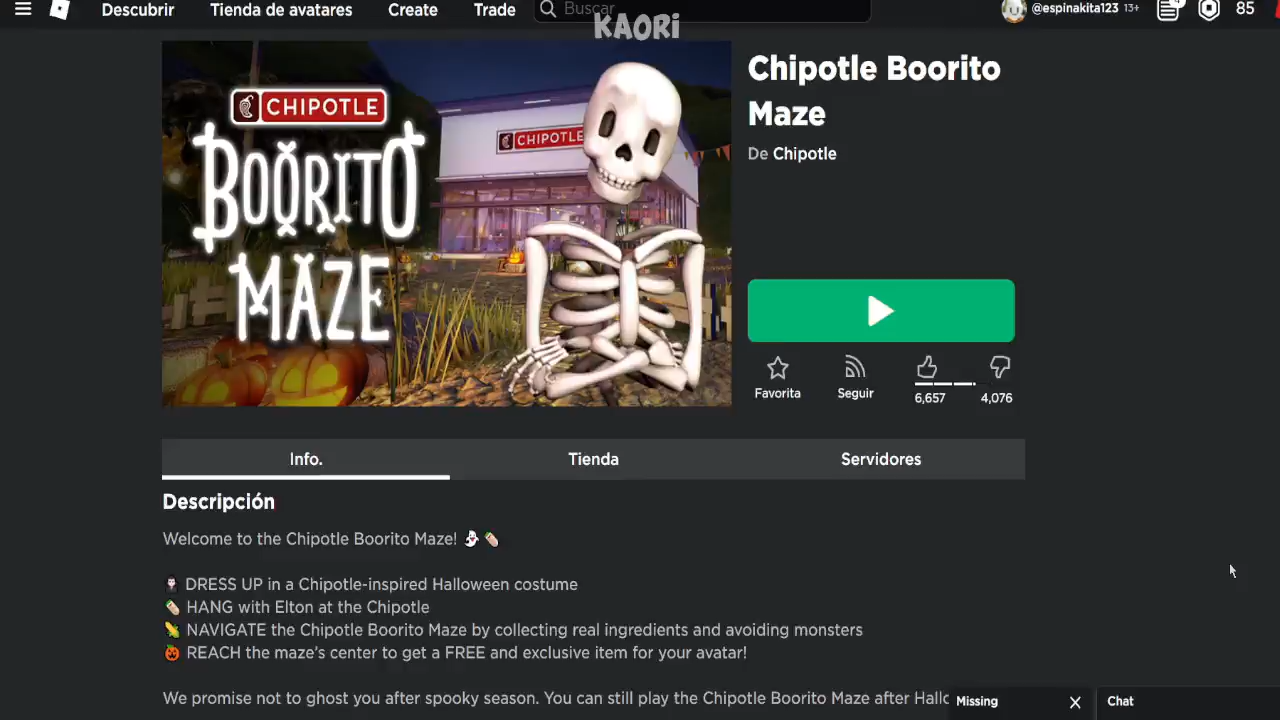 Descubrir Tienda de avatares Create Trade Buscar @espinakita123 13+ 85
KAORI
CHIPOTLE
BOORITO
MAZE
CHIPOTLE
Chipotle Boorito
Maze
De Chipotle
Favorita Seguir 6,657 4,076
Info. Tienda Servidores
Descripción
Welcome to the Chipotle Boorito Maze! 👻🌯
🧛🏻 DRESS UP in a Chipotle-inspired Halloween costume
🌯 HANG with Elton at the Chipotle
🌽 NAVIGATE the Chipotle Boorito Maze by collecting real ingredients and avoiding monsters
🎃 REACH the maze's center to get a FREE and exclusive item for your avatar!
We promise not to ghost you after spooky season. You can still play the Chipotle Boorito Maze after
Missing Chat